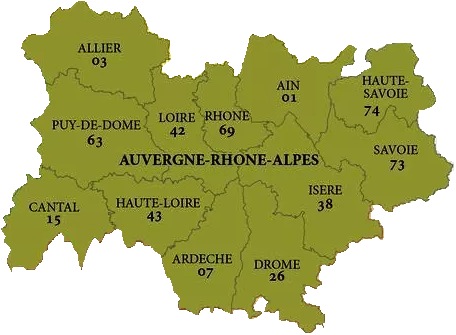 ALLIER
03
AIN
01
HAUTE-
SAVOIE
74
LOIRE
42
RHONE
69
PUY-DE-DOME
63
SAVOIE
73
AUVERGNE-RHONE-ALPES
ISERE
38
CANTAL
15
HAUTE-LOIRE
43
ARDECHE
07
DROME
26